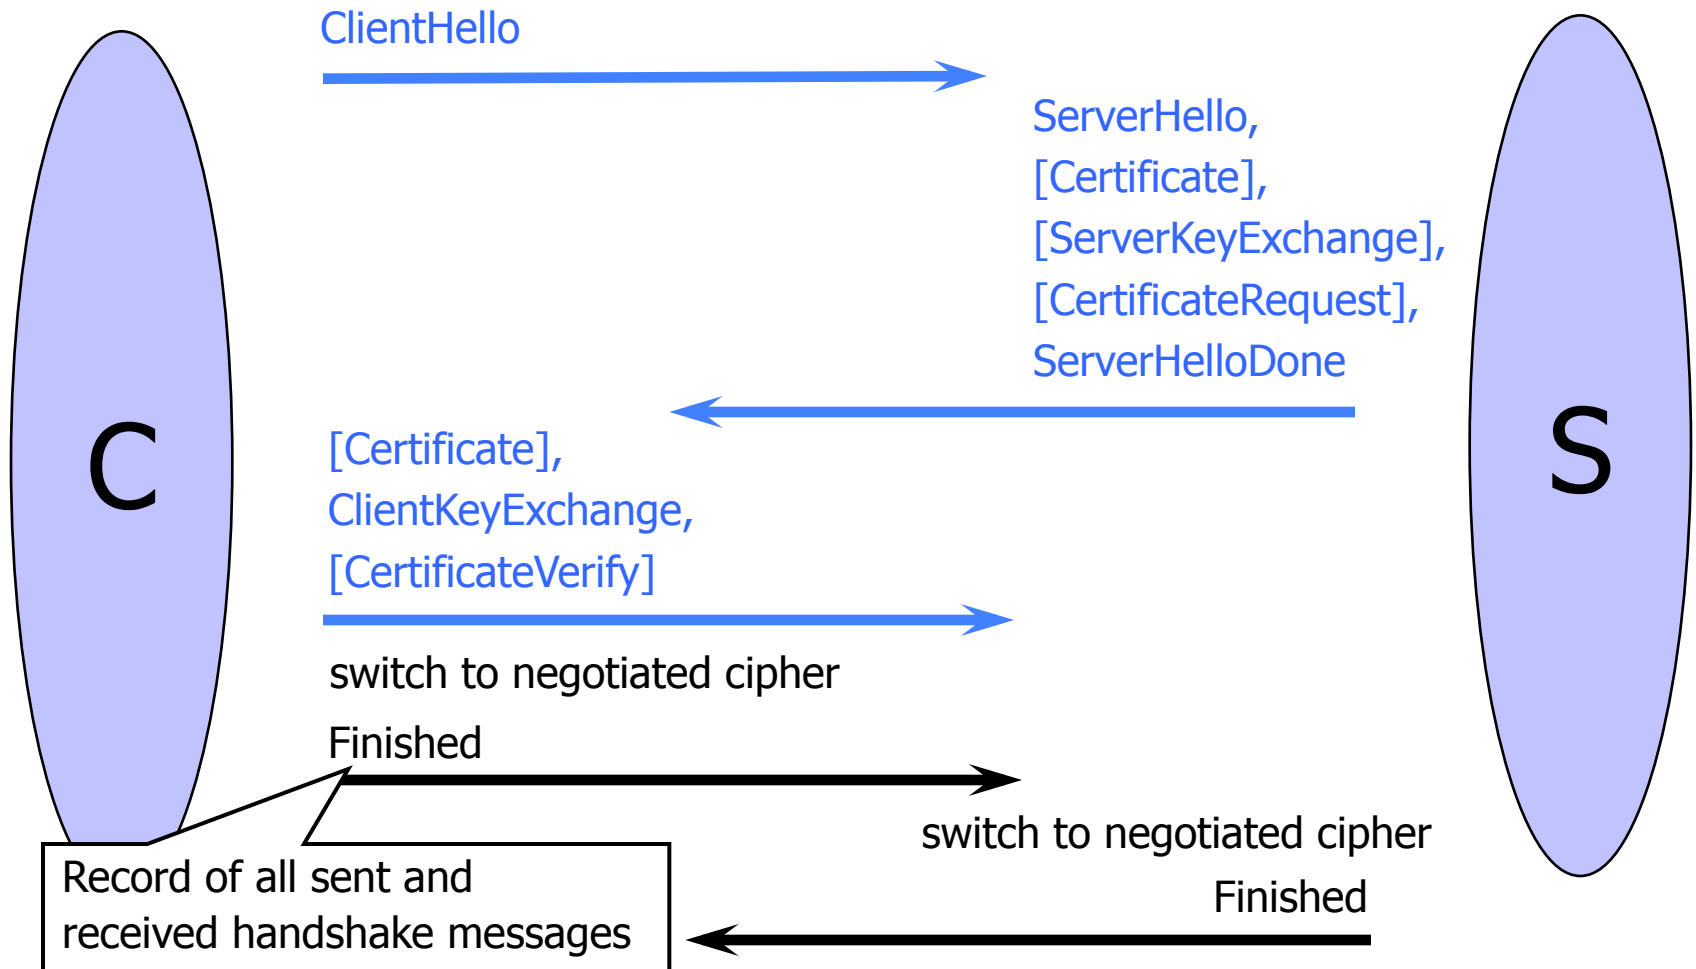 ClientHello
ServerHello,
[Certificate],
[ServerKeyExchange],
[CertificateRequest],
ServerHelloDone
C
S
[Certificate],
ClientKeyExchange,
[CertificateVerify]
switch to negotiated cipher
Finished
switch to negotiated cipher
Finished
Record of all sent and
received handshake messages